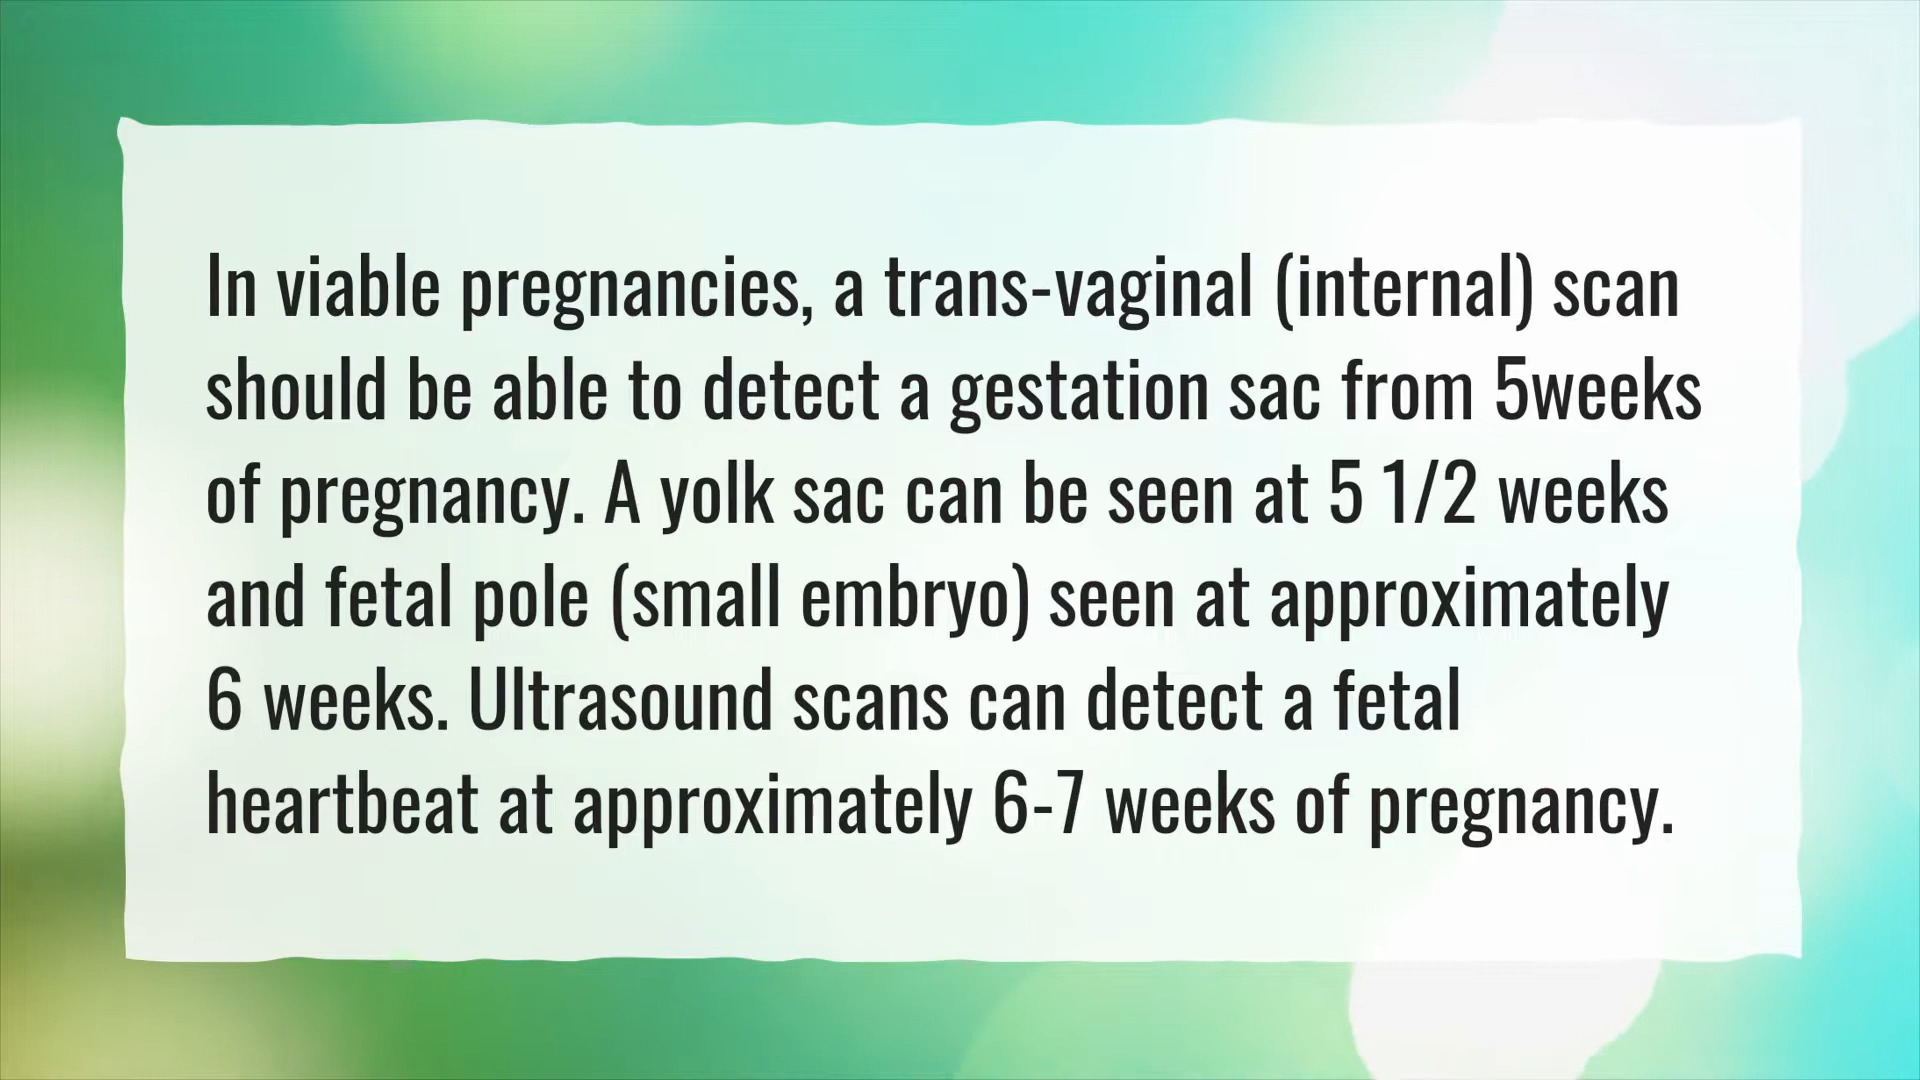 In viable pregnancies, a trans-vaginal (internal) scan
should be able to detect a gestation sac from 5weeks
of pregnancy. A yolk sac can be seen at 5 1/2 weeks
and fetal pole (small embryo) seen at approximately
6 weeks. Ultrasound scans can detect a fetal
heartbeat at approximately 6-7 weeks of pregnancy.